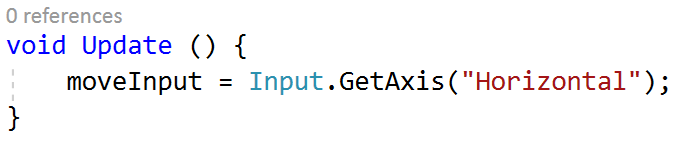 0 references
void Update () {
moveInput = Input.GetAxis("Horizontal");
}